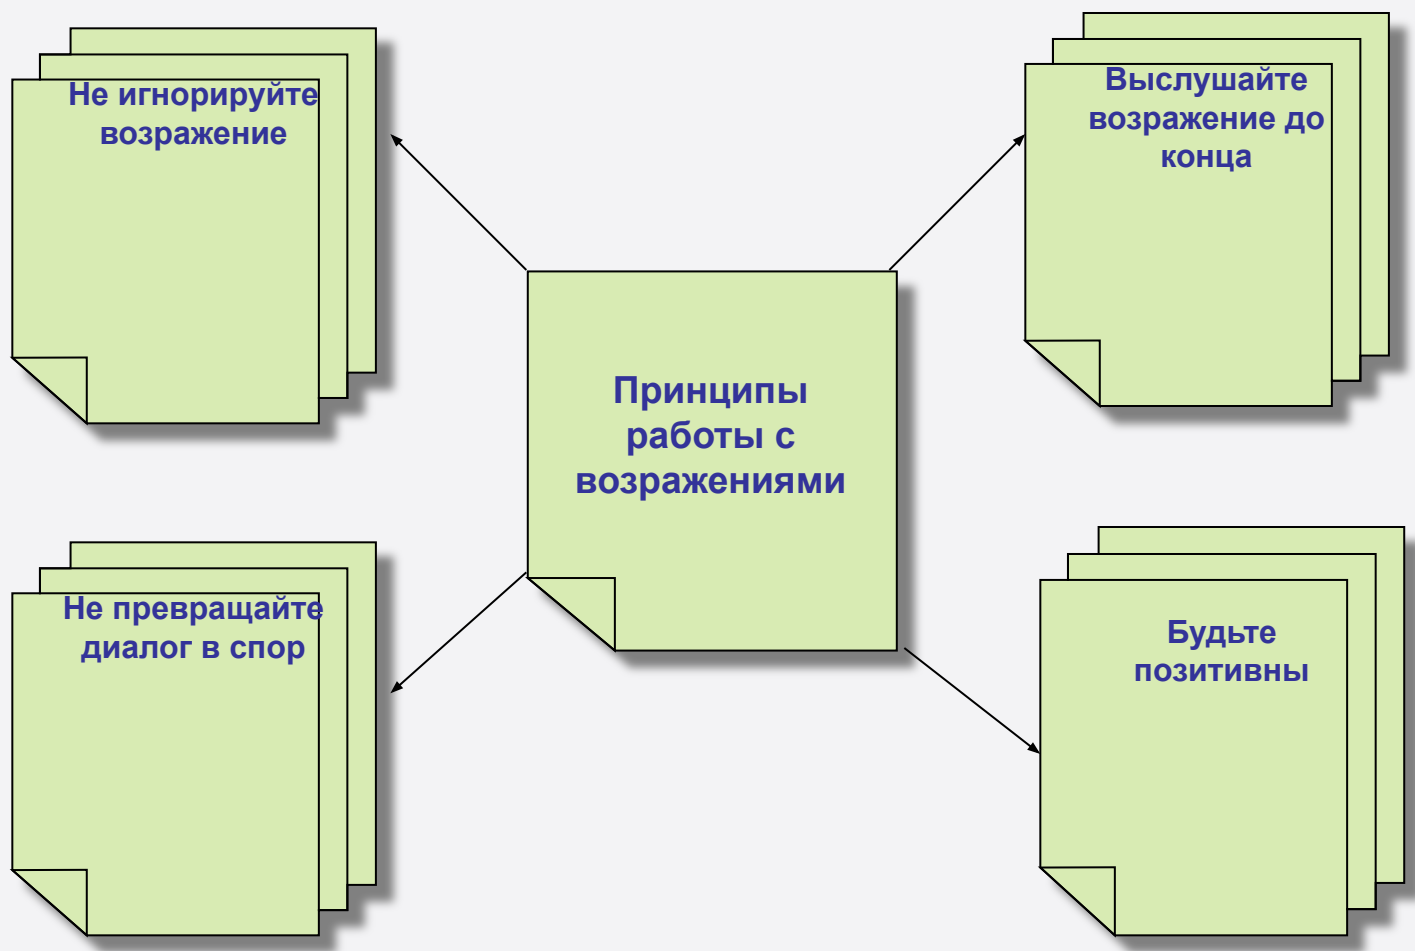 Не игнорируйте
возражение
Выслушайте
возражение до
конца
Принципы
работы с
возражениями
Не превращайте
диалог в спор
Будьте
позитивны